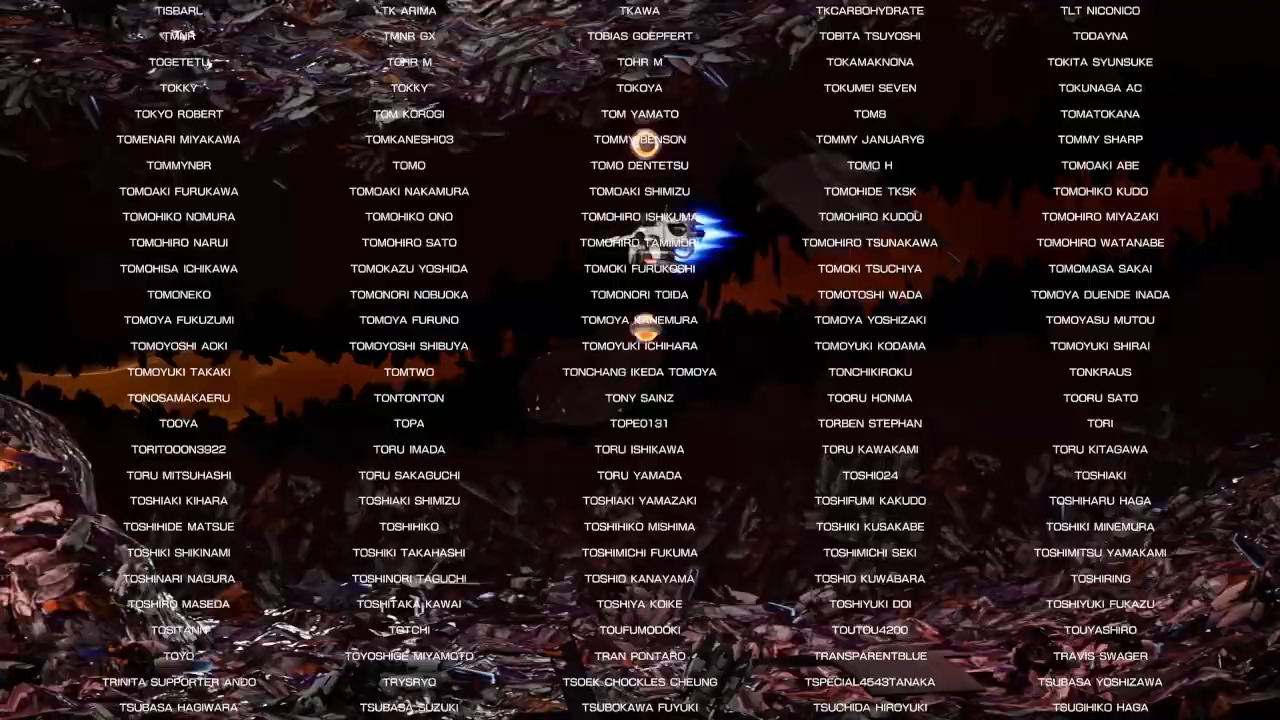 TISBARL TK ARIMA TKAWA TKCARBOHYDRATE TLT NICONICO
TMNR TMNR GX TOBIAS GOEPFERT TOBITA TSUYOSHI TODAYNA
TOGETETU TOHR M TOHR M TOKAMAKNONA TOKITA SYUNSUKE
TOKKY TOKKY TOKOYA TOKUMEI SEVEN TOKUNAGA AC
TOKYO ROBERT TOM KOROGI TOM YAMATO TOM8 TOMATOKANA
TOMENARI MIYAKAWA TOMKANESHI03 TOMMY BENSON TOMMY JANUARY6 TOMMY SHARP
TOMMYNBR TOMO TOMO DENTETSU TOMO H TOMOAKI ABE
TOMOAKI FURUKAWA TOMOAKI NAKAMURA TOMOAKI SHIMIZU TOMOHIDE TKSK TOMOHIKO KUDO
TOMOHIKO NOMURA TOMOHIKO ONO TOMOHIRO ISHIKUMA TOMOHIRO KUDOU TOMOHIRO MIYAZAKI
TOMOHIRO NARUI TOMOHIRO SATO TOMOHIRO TAMIMORI TOMOHIRO TSUNAKAWA TOMOHIRO WATANABE
TOMOHISA ICHIKAWA TOMOKAZU YOSHIDA TOMOKI FURUKOSHI TOMOKI TSUCHIYA TOMOMASA SAKAI
TOMONEKO TOMONORI NOBUOKA TOMONORI TOIDA TOMOTOSHI WADA TOMOYA DUENDE INADA
TOMOYA FUKUZUMI TOMOYA FURUNO TOMOYA KANEMURA TOMOYA YOSHIZAKI TOMOYASU MUTOU
TOMOYOSHI AOKI TOMOYOSHI SHIBUYA TOMOYUKI ICHIHARA TOMOYUKI KODAMA TOMOYUKI SHIRAI
TOMOYUKI TAKAKI TOMTWO TONCHANG IKEDA TOMOYA TONCHIKIROKU TONKRAUS
TONOSAMAKAERU TONTONTON TONY SAINZ TOORU HONMA TOORU SATO
TOOYA TOPA TOPE0131 TORBEN STEPHAN TORI
TORITOOON3922 TORU IMADA TORU ISHIKAWA TORU KAWAKAMI TORU KITAGAWA
TORU MITSUHASHI TORU SAKAGUCHI TORU YAMADA TOSHI024 TOSHIAKI
TOSHIAKI KIHARA TOSHIAKI SHIMIZU TOSHIAKI YAMAZAKI TOSHIFUMI KAKUDO TOSHIHARU HAGA
TOSHIHIDE MATSUE TOSHIHIKO TOSHIHIKO MISHIMA TOSHIKI KUSAKABE TOSHIKI MINEMURA
TOSHIKI SHIKINAMI TOSHIKI TAKAHASHI TOSHIMICHI FUKUMA TOSHIMICHI SEKI TOSHIMITSU YAMAKAMI
TOSHINARI NAGURA TOSHINORI TAGUCHI TOSHIO KANAYAMA TOSHIO KUWABARA TOSHIRING
TOSHIRO MASEDA TOSHITAKA KAWAI TOSHIYA KOIKE TOSHIYUKI DOI TOSHIYUKI FUKAZU
TOSITANN TOTCHI TOUFUMODOKI TOUTOU4200 TOUYASHIRO
TOYO TOYOSHIGE MIYAMOTO TRAN PONTARO TRANSPARENTBLUE TRAVIS SWAGER
TRINITA SUPPORTER ANDO TRYSRYO TSOEK CHOCKLES CHEUNG TSPECIAL4543TANAKA TSUBASA YOSHIZAWA
TSUBASA HAGIWARA TSUBASA SUZUKI TSUBOKAWA FUYUKI TSUCHIDA HIROYUKI TSUGIHIKO HAGA